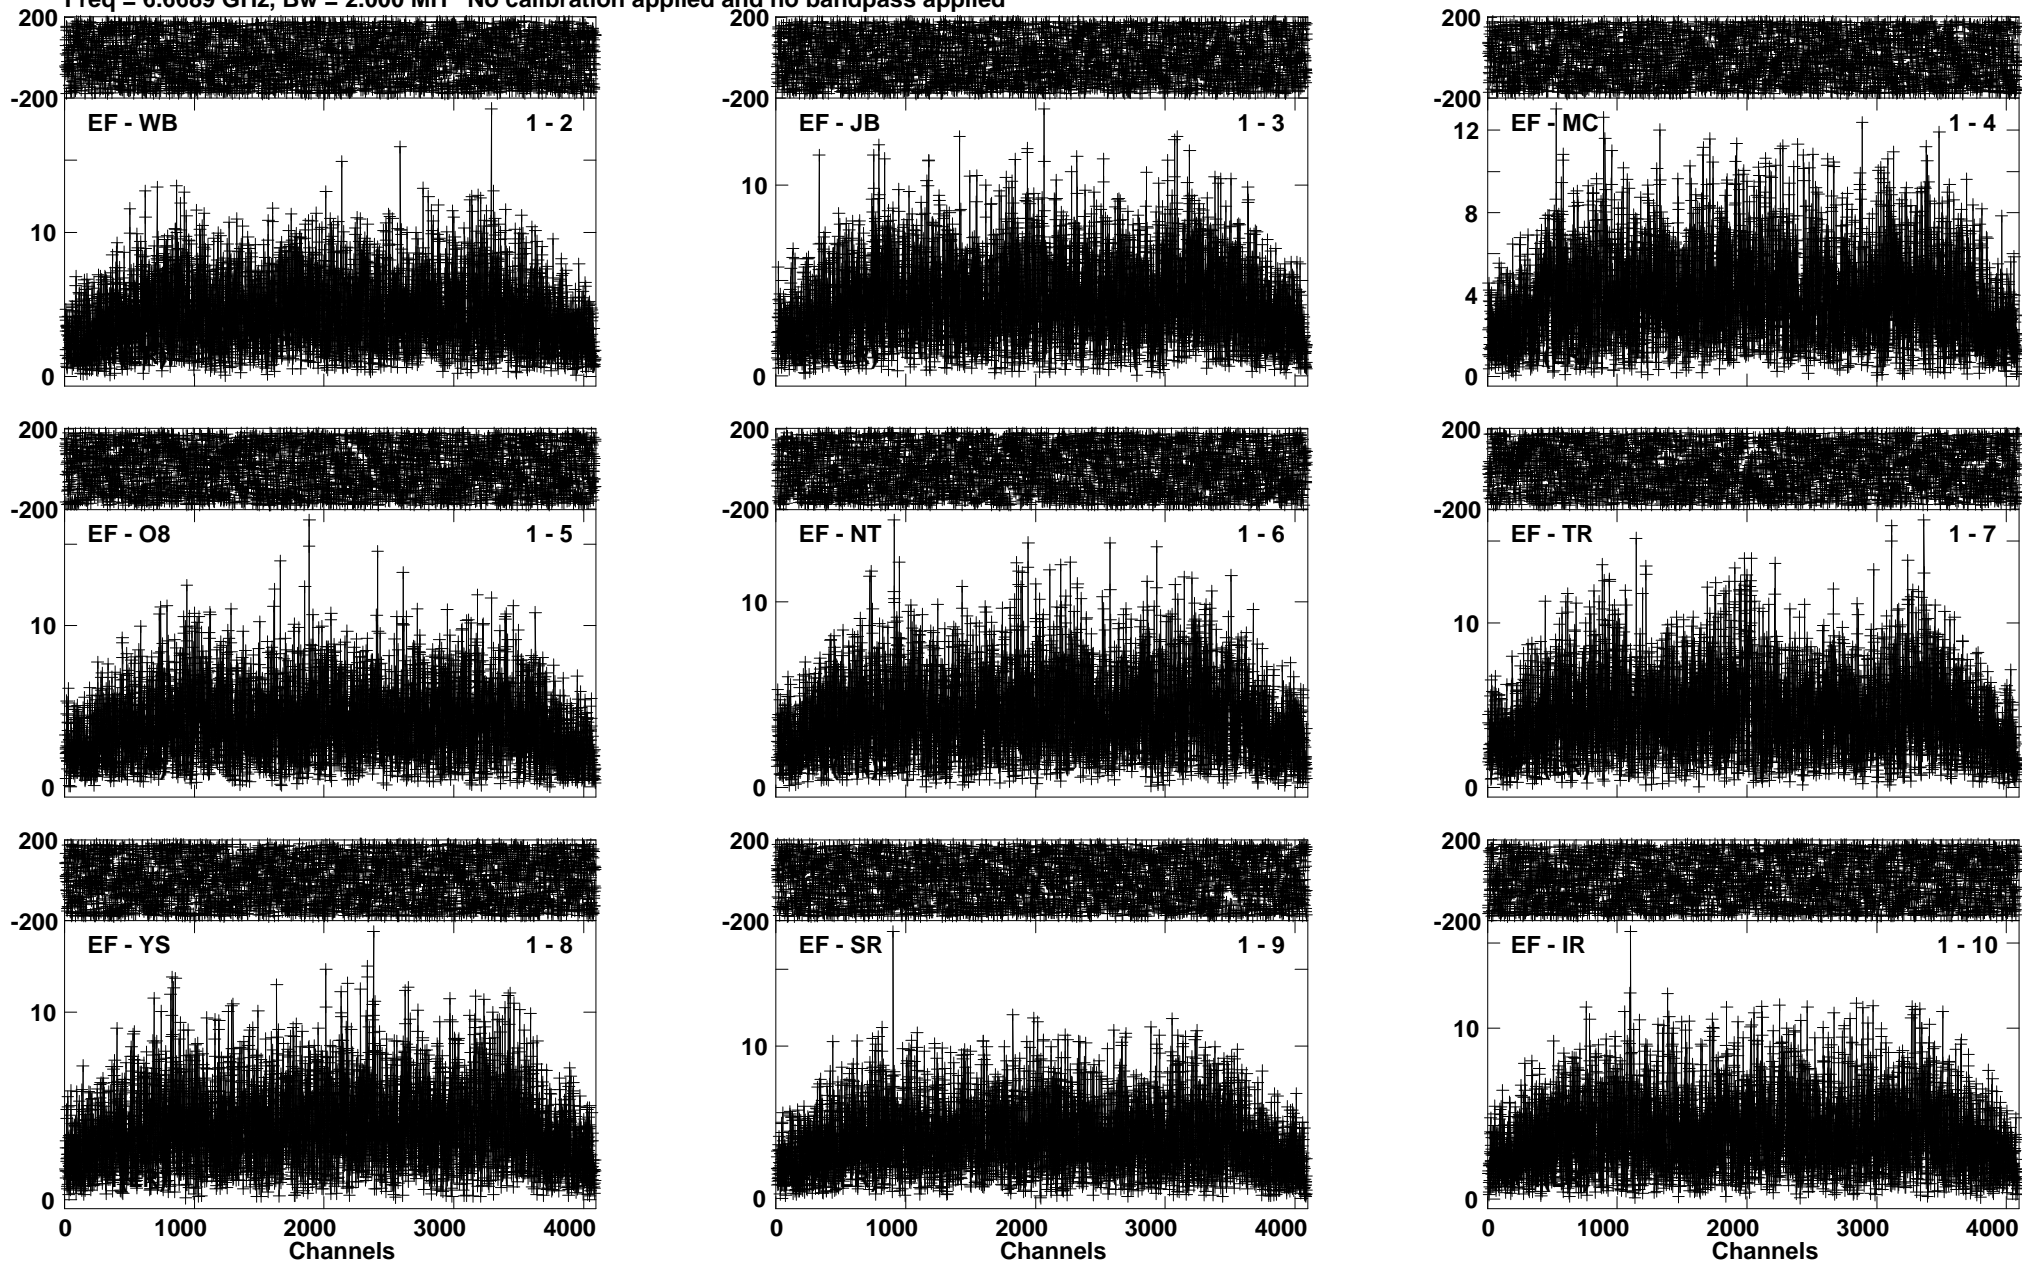 Freq = 6.6689 GHz, Bw = 2.000 MH No calibration applied and no bandpass applied
200 200 200
-200 -200 -200
EF - WB 1 - 2 EF - JB 1 - 3 EF - MC 1 - 4
12
10
8
10
4
0 0 0
200 200 200
-200 -200 -200
EF - O8 1 - 5 EF - NT 1 - 6 EF - TR 1 - 7
10 10 10
0 0 0
200 200 200
-200 -200 -200
EF - YS 1 - 8 EF - SR 1 - 9 EF - IR 1 - 10
10 10 10
0 0 0
0 1000 2000 3000 4000 0 1000 2000 3000 4000 0 1000 2000 3000 4000
Channels Channels Channels